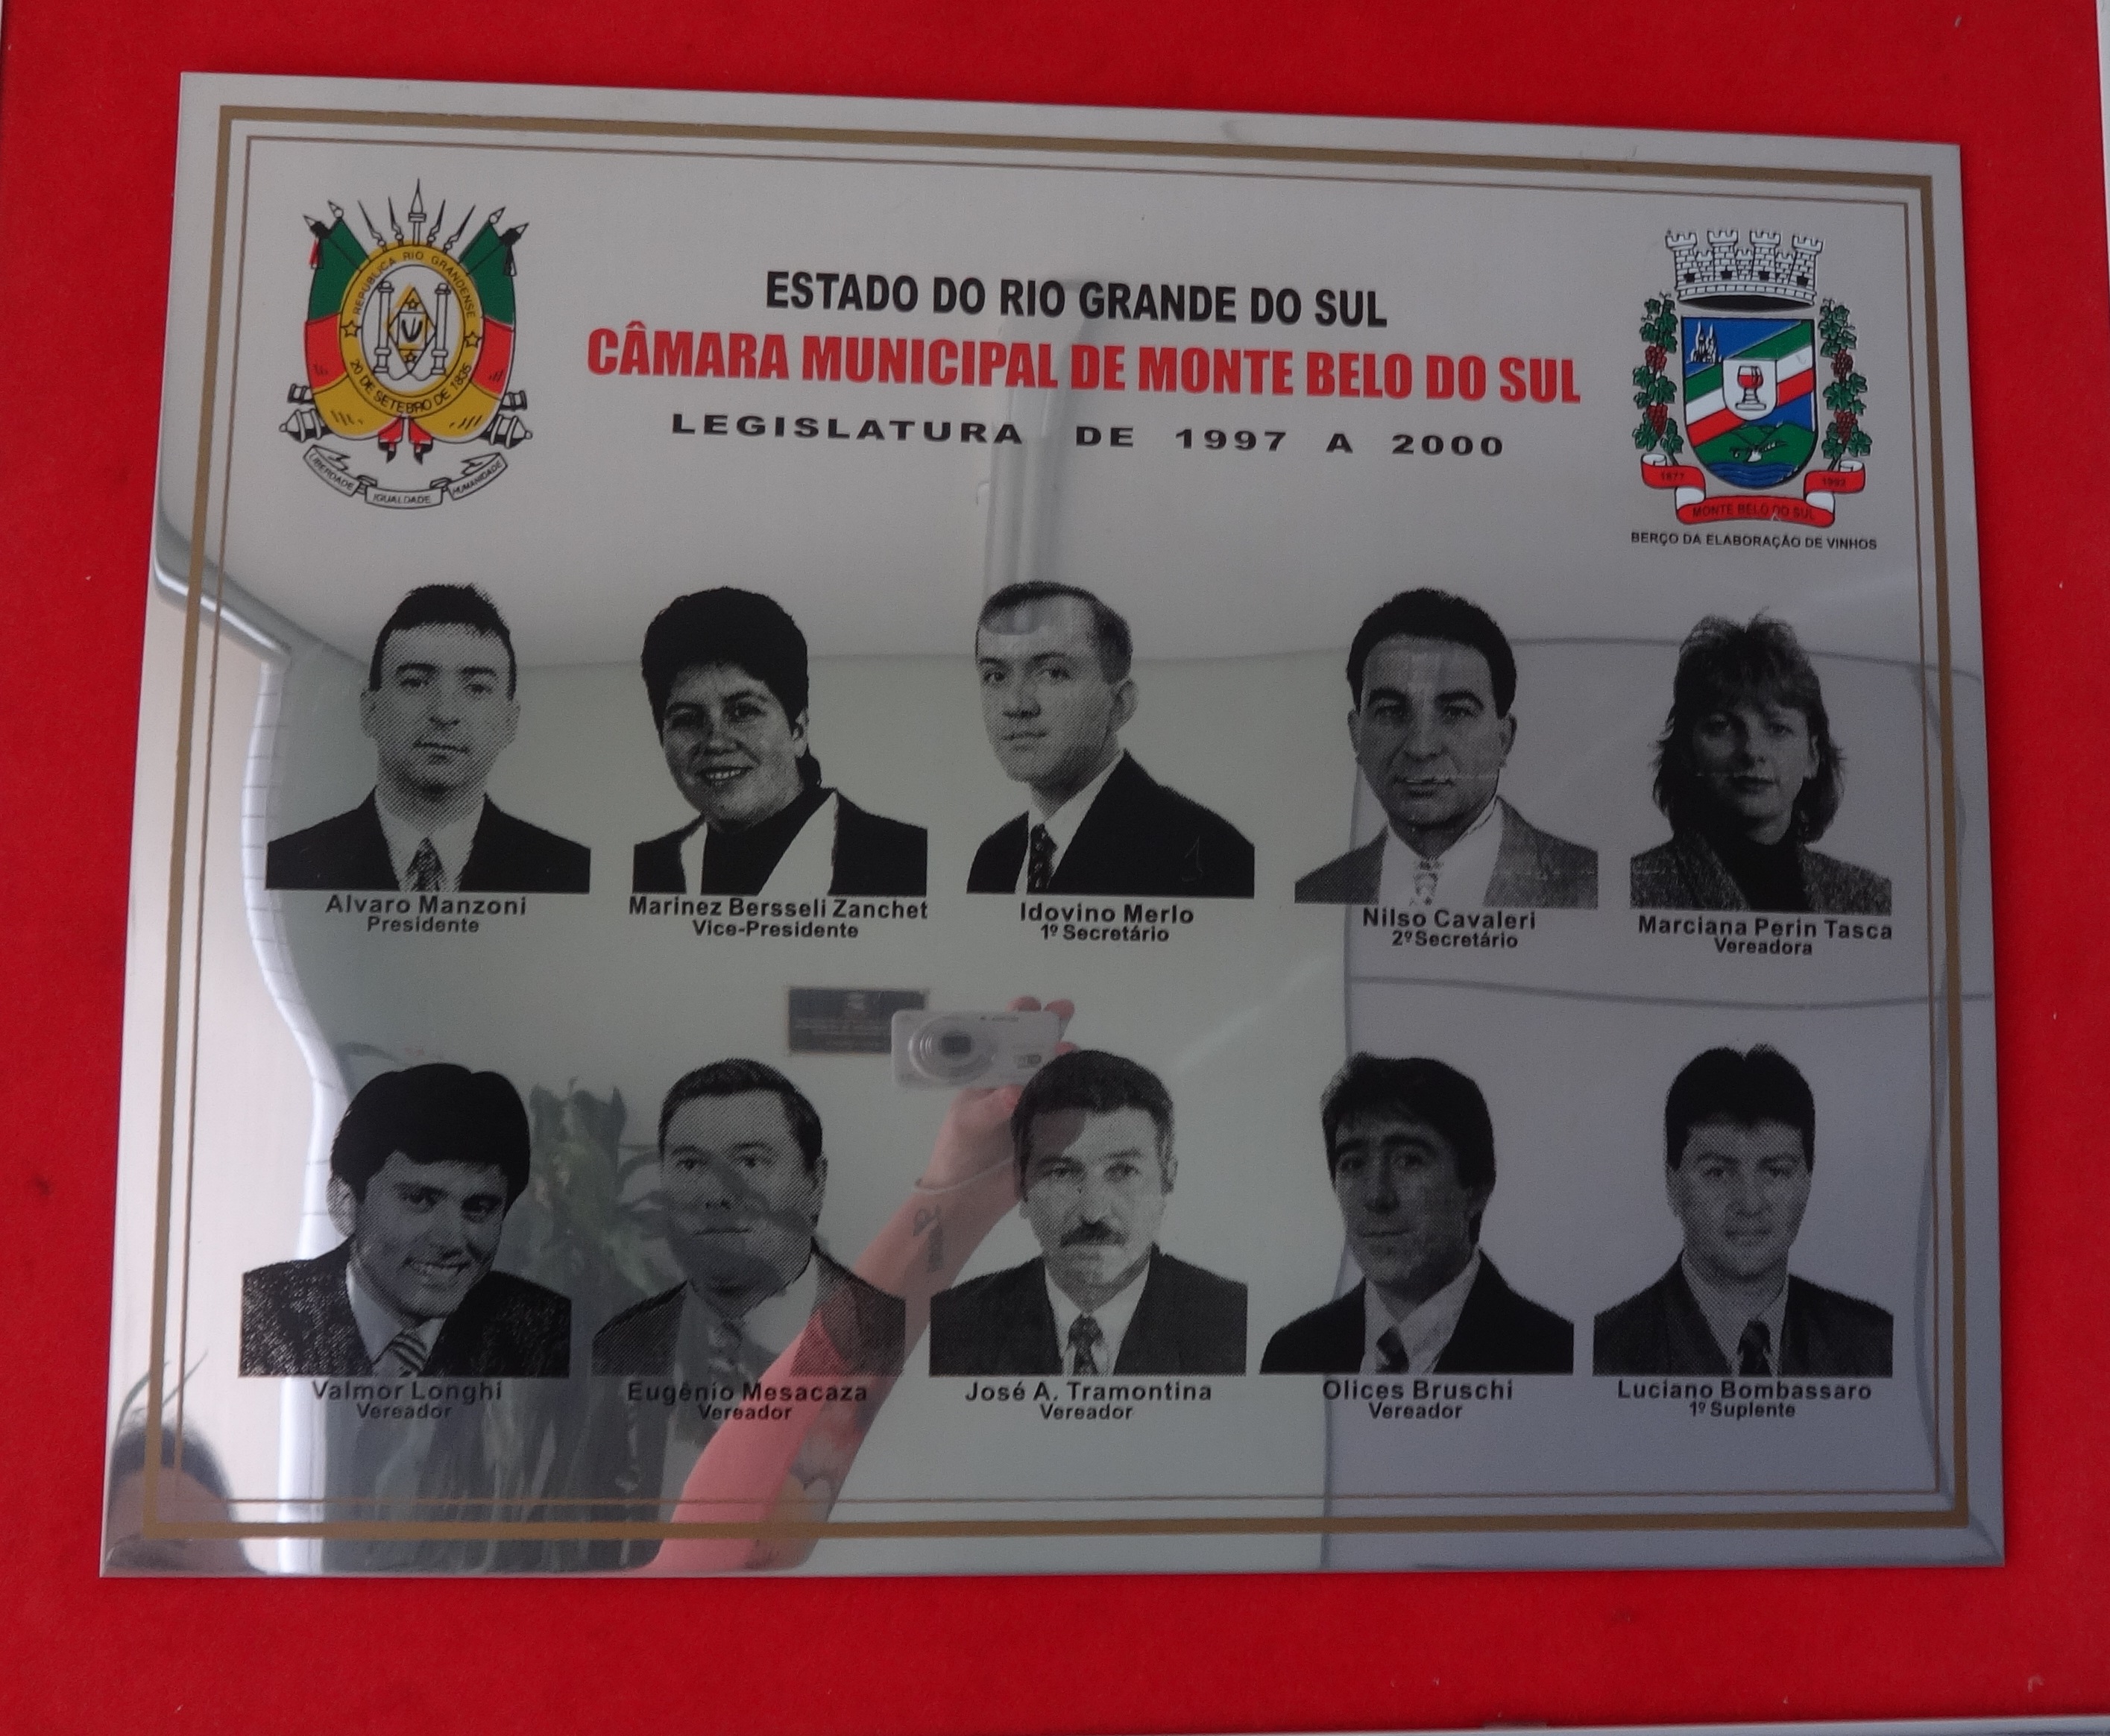 REPÚBLICA RIO GRANDENSE
20 DE SETEBRO DE 1835
LIBERDADE IGUALDADE HUMANIDADE
ESTADO DO RIO GRANDE DO SUL
CÂMARA MUNICIPAL DE MONTE BELO DO SUL
LEGISLATURA DE 1997 A 2000
1877 1992
MONTE BELO DO SUL
BERÇO DA ELABORAÇÃO DE VINHOS
Alvaro Manzoni
Presidente
Marinez Bersseli Zanchet
Vice-Presidente
Idovino Merlo
1º Secretário
Nilso Cavaleri
2º Secretário
Marciana Perin Tasca
Vereadora
Valmor Longhi
Vereador
Eugênio Mesacaza
Vereador
José A. Tramontina
Vereador
Olices Bruschi
Vereador
Luciano Bombassaro
1º Suplente